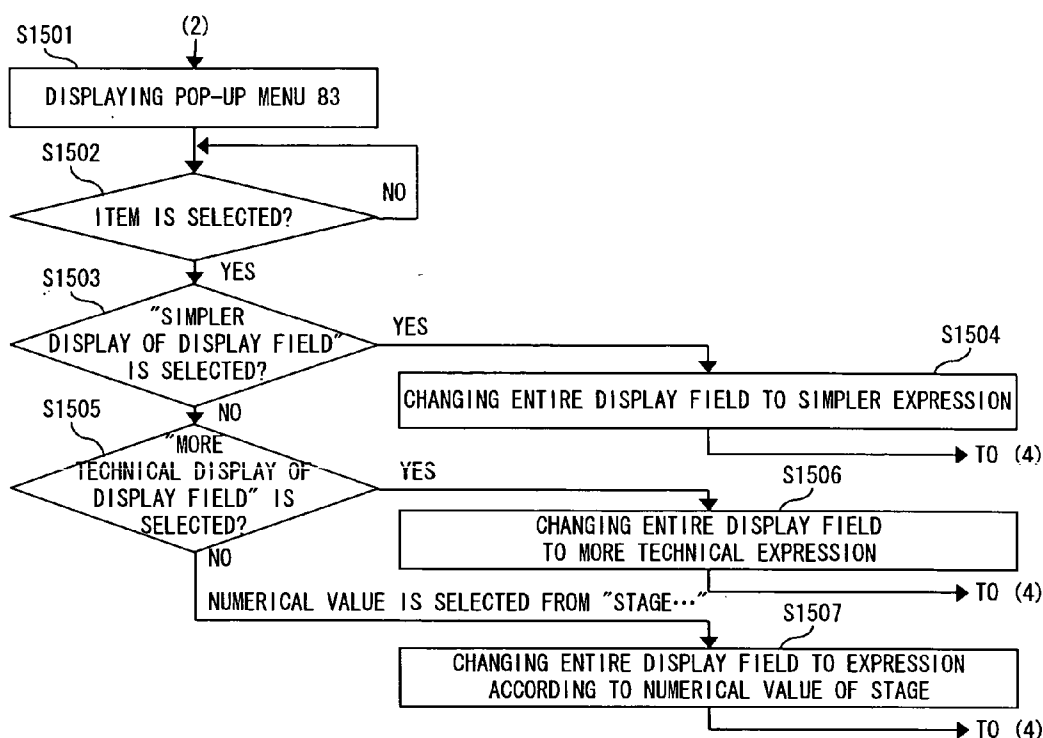 (2)
S1501
DISPLAYING POP-UP MENU 83
S1502
NO
ITEM IS SELECTED?
YES
S1503
"SIMPLER
DISPLAY OF DISPLAY FIELD"
IS SELECTED?
YES
S1504
CHANGING ENTIRE DISPLAY FIELD TO SIMPLER EXPRESSION
TO (4)
NO
S1505
"MORE
TECHNICAL DISPLAY OF
DISPLAY FIELD" IS
SELECTED?
YES
S1506
CHANGING ENTIRE DISPLAY FIELD
TO MORE TECHNICAL EXPRESSION
TO (4)
NO
NUMERICAL VALUE IS SELECTED FROM "STAGE···"
S1507
CHANGING ENTIRE DISPLAY FIELD TO EXPRESSION
ACCORDING TO NUMERICAL VALUE OF STAGE
TO (4)